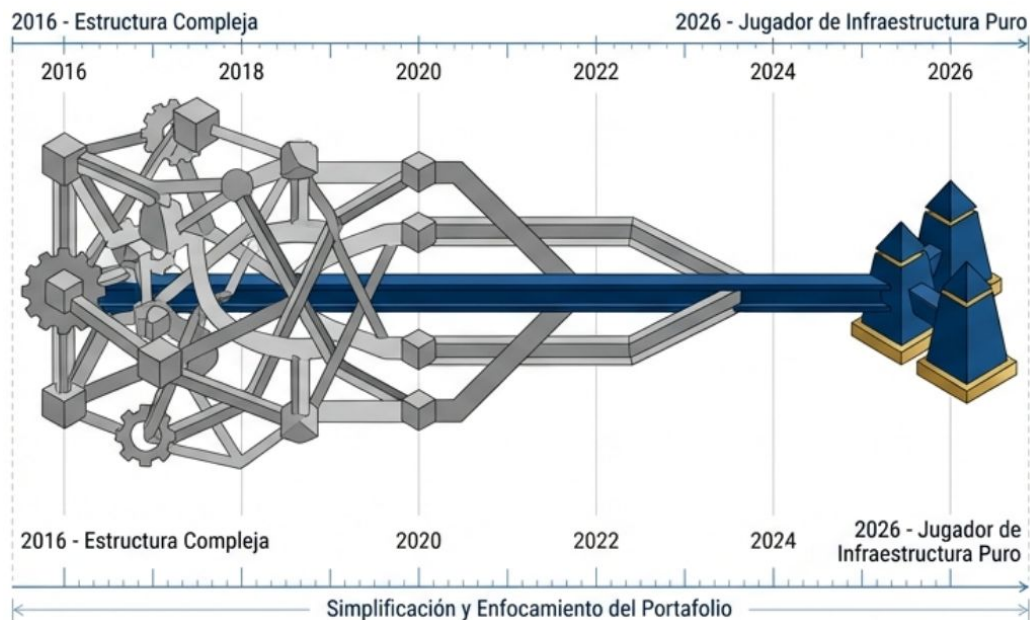 2016 - Estructura Compleja
2026 - Jugador de Infraestructura Puro
2016
2018
2020
2022
2024
2026
2016 - Estructura Compleja
2020
2022
2024
2026 - Jugador de
Infraestructura Puro
Simplificación y Enfocamiento del Portafolio